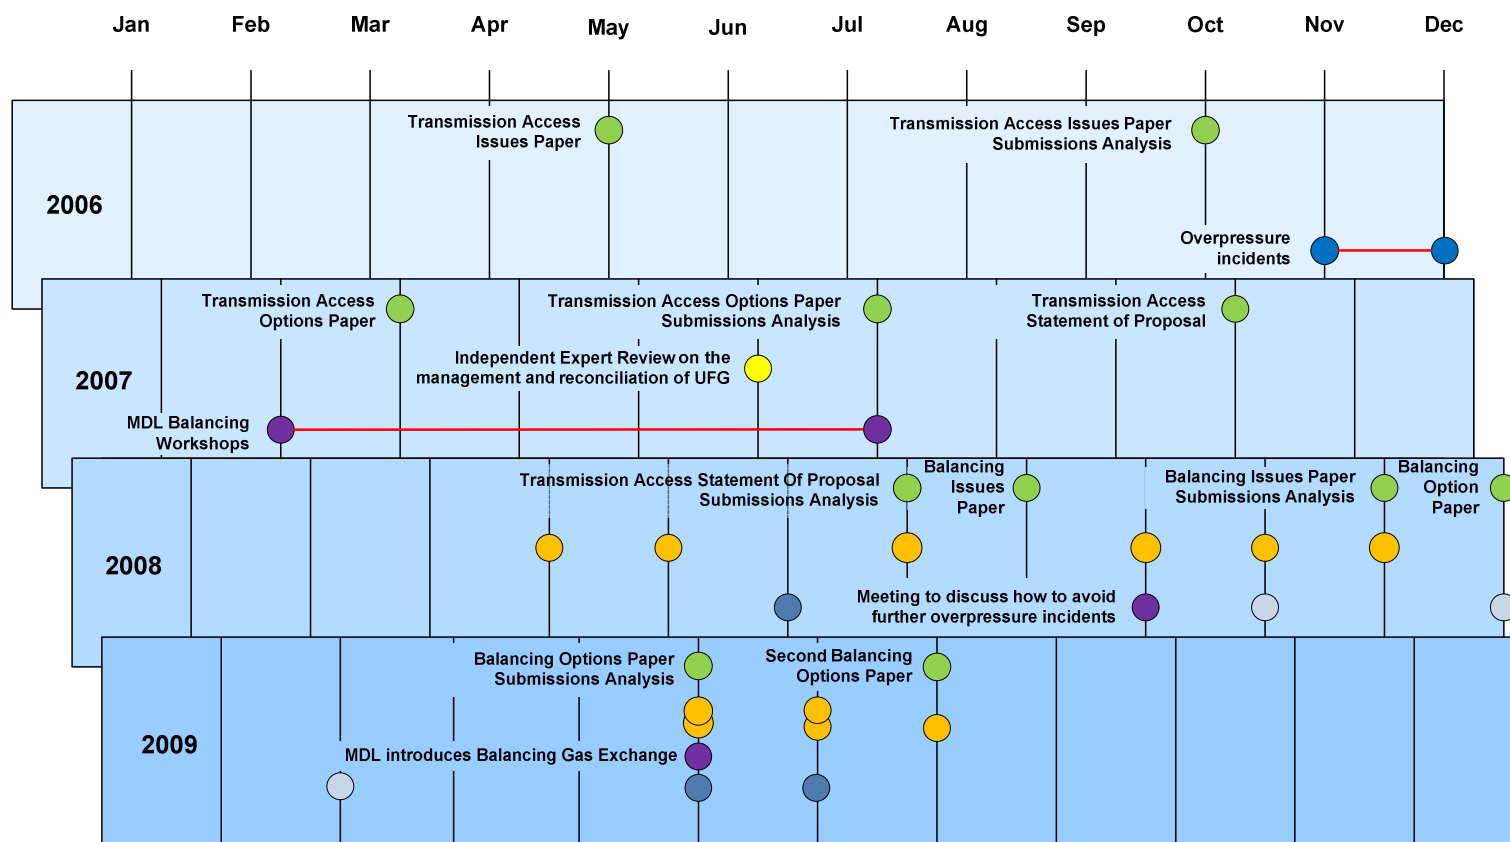 Jan Feb Mar Apr May Jun Jul Aug Sep Oct Nov Dec
Transmission Access
Issues Paper
Transmission Access Issues Paper
Submissions Analysis
2006
Overpressure
incidents
Transmission Access
Options Paper
Transmission Access Options Paper
Submissions Analysis
Transmission Access
Statement of Proposal
Independent Expert Review on the
management and reconciliation of UFG
2007
MDL Balancing
Workshops
Transmission Access Statement Of Proposal
Submissions Analysis
Balancing
Issues
Paper
Balancing Issues Paper
Submissions Analysis
Balancing
Option
Paper
2008
Meeting to discuss how to avoid
further overpressure incidents
Balancing Options Paper
Submissions Analysis
Second Balancing
Options Paper
2009
MDL introduces Balancing Gas Exchange